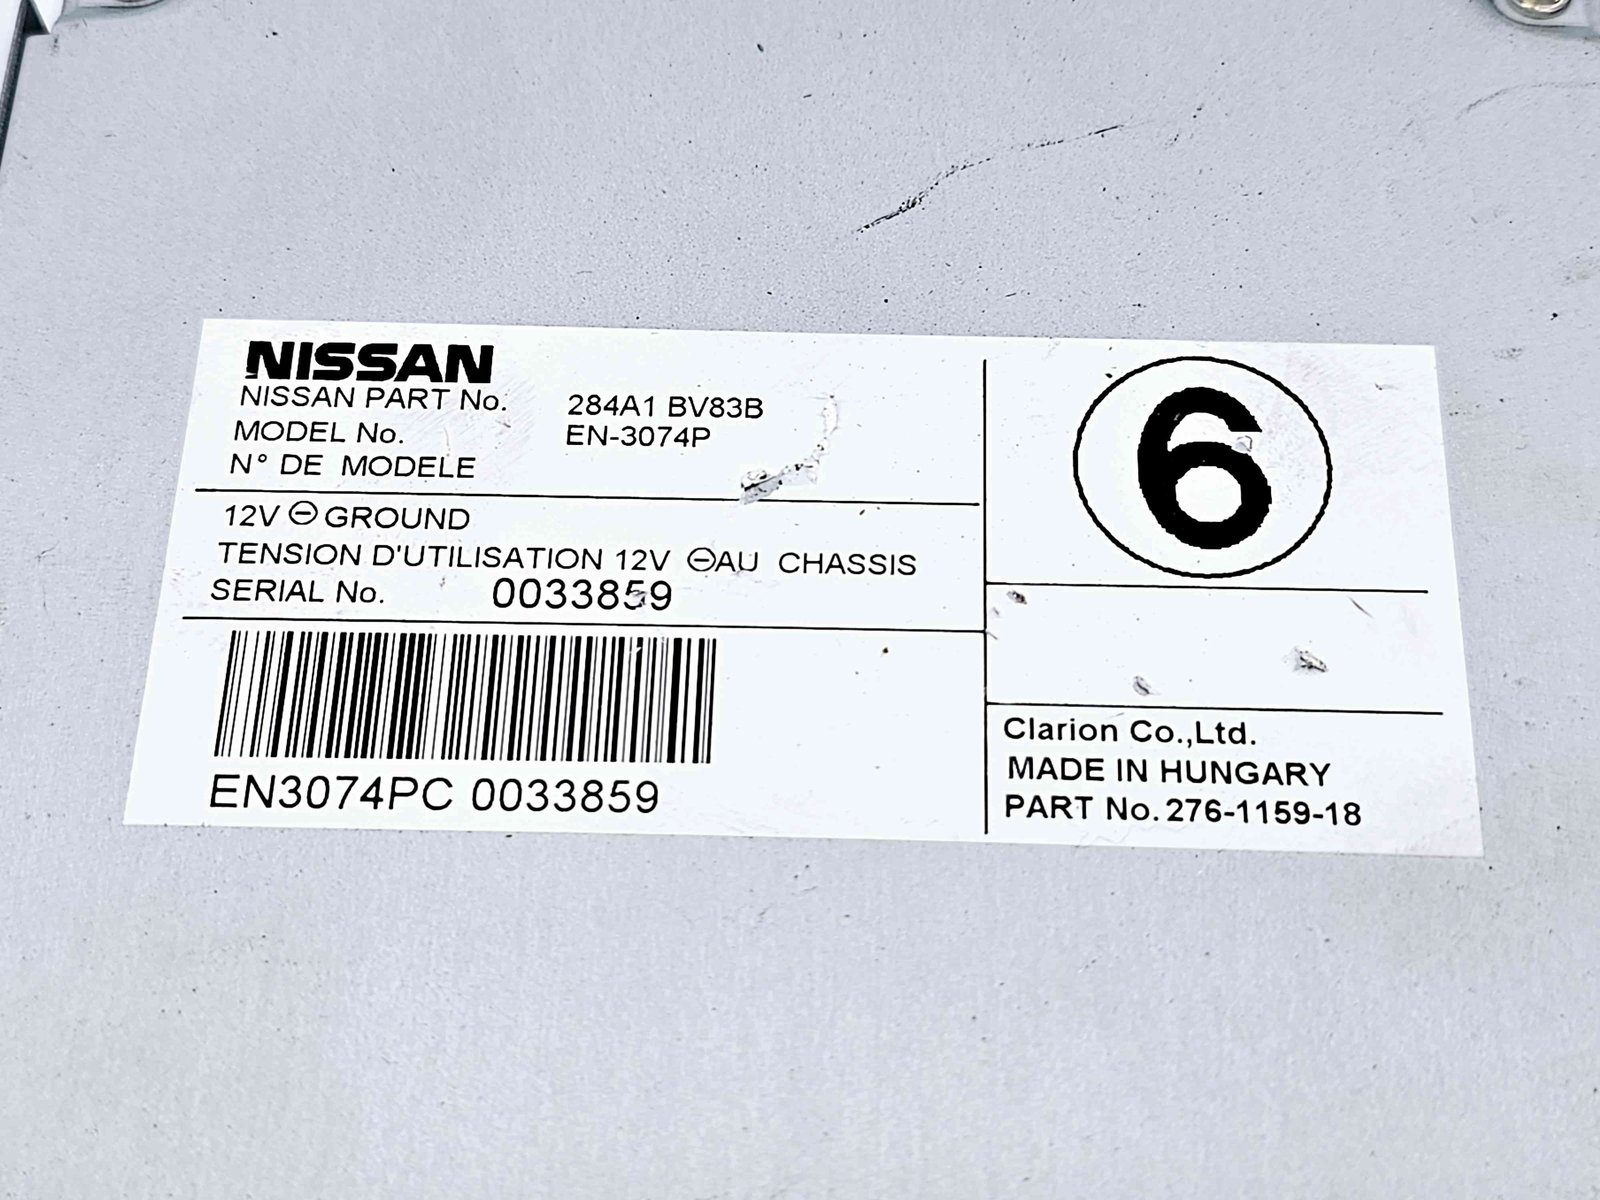 NISSAN
NISSAN PART No. 284A1 BV83B
MODEL No. EN-3074P
N° DE MODELE
12V ⊖ GROUND
TENSION D'UTILISATION 12V ⊖AU CHASSIS
SERIAL No. 0033859
EN3074PC 0033859
6
Clarion Co.,Ltd.
MADE IN HUNGARY
PART No. 276-1159-18